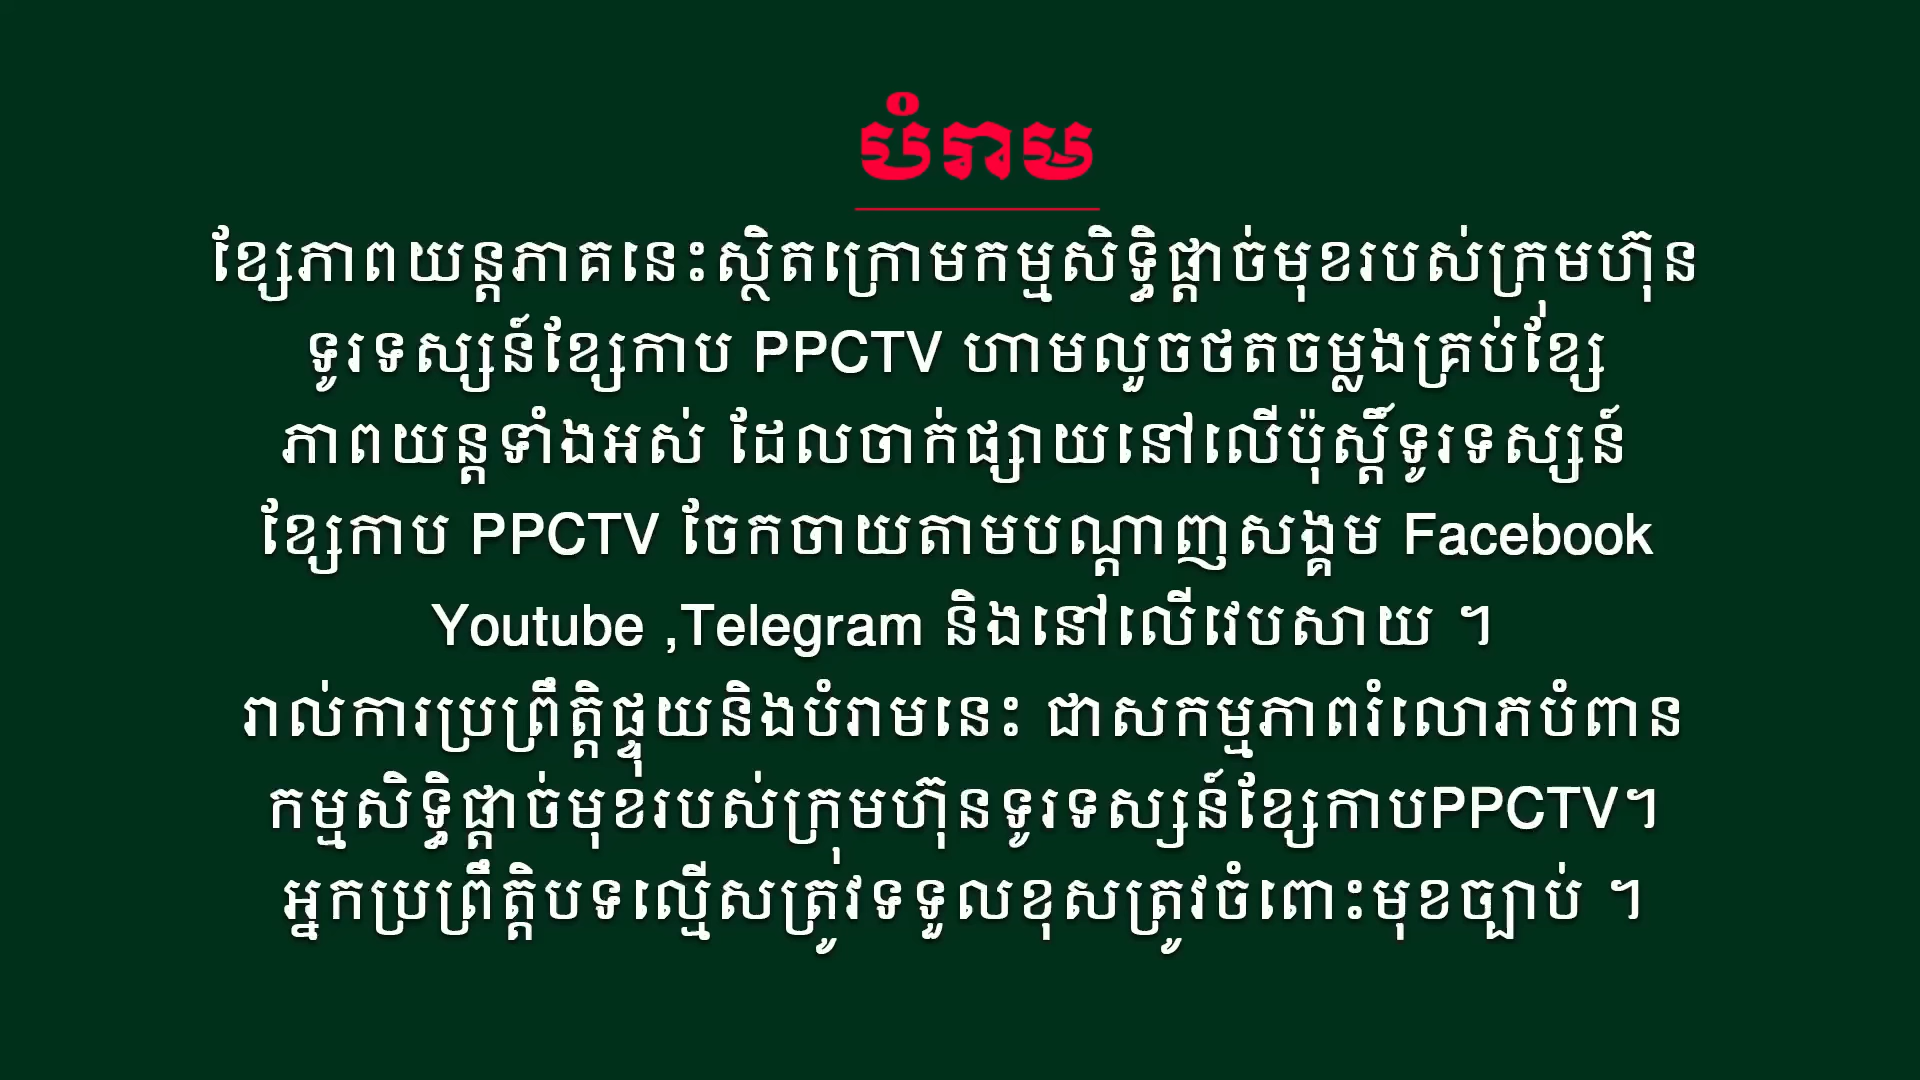 បំរាម
ខ្សែភាពយន្តភាគនេះស្ថិតក្រោមកម្មសិទ្ធិផ្តាច់មុខរបស់ក្រុមហ៊ុន
ទូរទស្សន៍ខ្សែកាប PPCTV ហាមលួចថតចម្លងគ្រប់ខ្សែ
ភាពយន្តទាំងអស់ ដែលចាក់ផ្សាយនៅលើប៉ុស្តិ៍ទូរទស្សន៍
ខ្សែកាប PPCTV ចែកចាយតាមបណ្តាញសង្គម Facebook
Youtube ,Telegram និងនៅលើវេបសាយ ។
រាល់ការប្រព្រឹត្តិផ្ទុយនិងបំរាមនេះ ជាសកម្មភាពរំលោភបំពាន
កម្មសិទ្ធិផ្តាច់មុខរបស់ក្រុមហ៊ុនទូរទស្សន៍ខ្សែកាបPPCTV។
អ្នកប្រព្រឹត្តិបទល្មើសត្រូវទទួលខុសត្រូវចំពោះមុខច្បាប់ ។